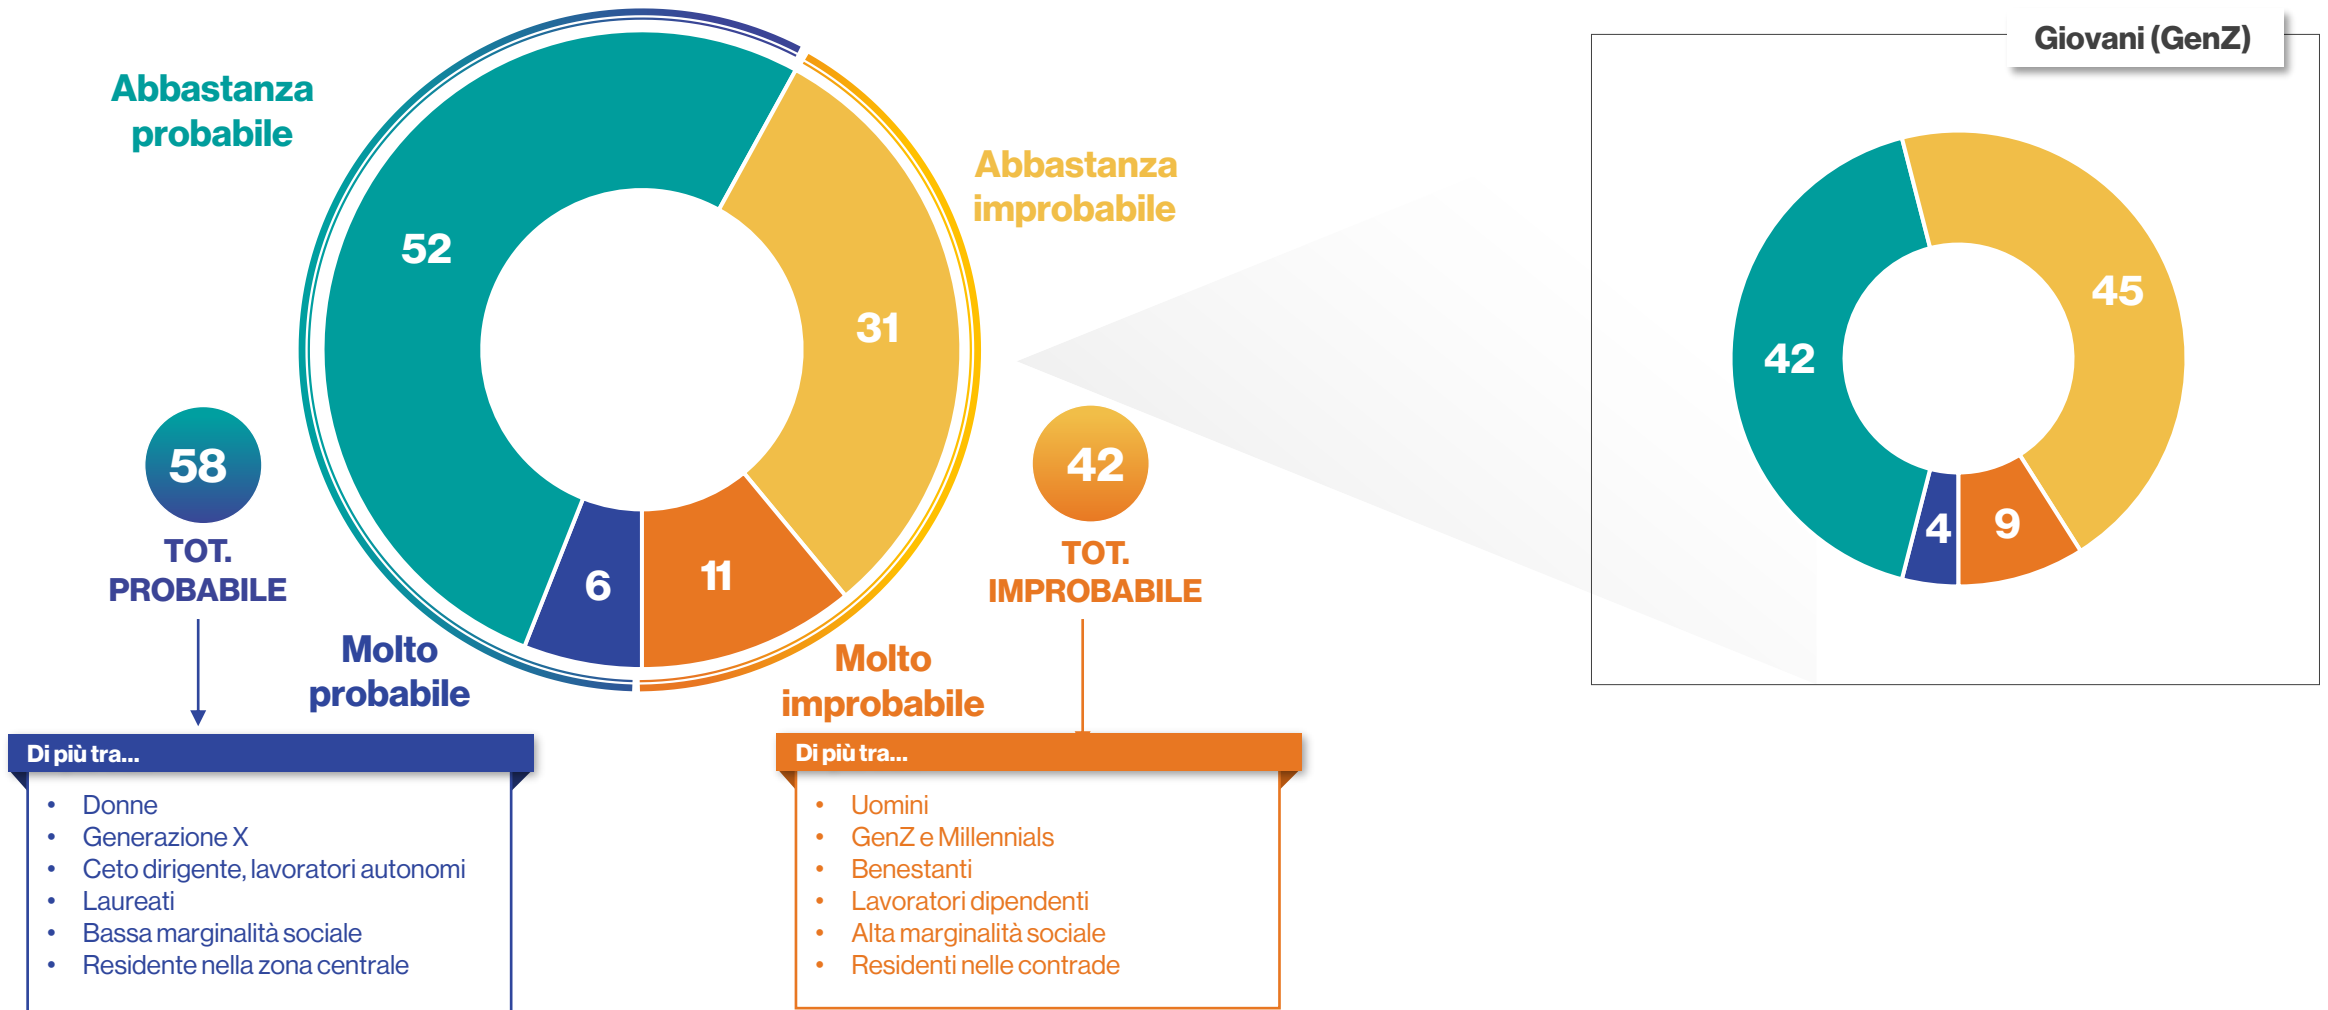 Abbastanza
probabile
52
Abbastanza
improbabile
31
58
TOT.
PROBABILE
6
Molto
probabile
11
Molto
improbabile
42
TOT.
IMPROBABILE
Di più tra...
• Donne
• Generazione X
• Ceto dirigente, lavoratori autonomi
• Laureati
• Bassa marginalità sociale
• Residente nella zona centrale
Di più tra...
• Uomini
• GenZ e Millennials
• Benestanti
• Lavoratori dipendenti
• Alta marginalità sociale
• Residenti nelle contrade
Giovani (GenZ)
45
42
4
9